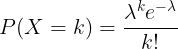 P(X = k) = \frac{\lambda^k e^{-\lambda}}{k!}